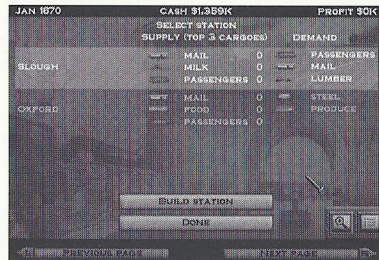 JAN 1670 CASH $1,359K PROFIT $0K
SELECT STATION
SUPPLY (TOP 3 CARGOES) DEMAND
SLOUGH
MAIL 0 PASSENGERS
MILK 0 MAIL
PASSENGERS 0 LUMBER
OXFORD
MAIL 0 STEEL
FOOD 0 PRODUCE
PASSENGERS 0
BUILD STATION
DONE
PREVIOUS PAGE NEXT PAGE